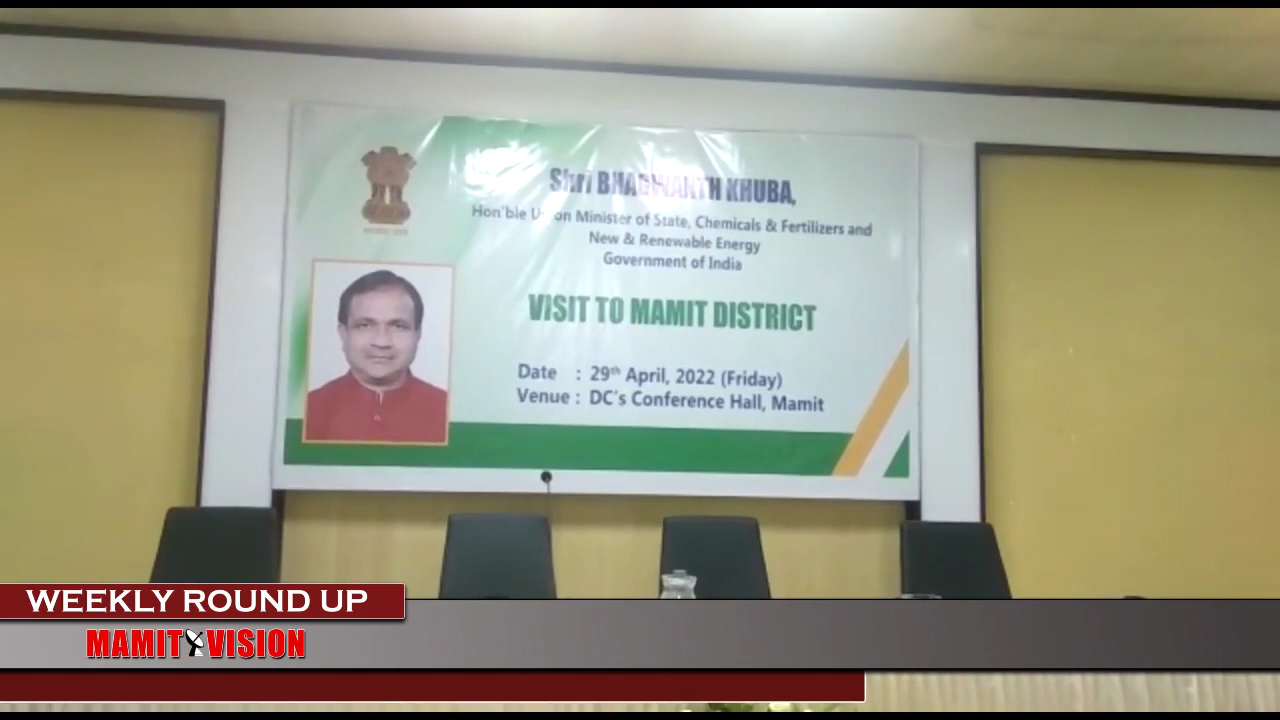 Shri BHAGWANTH KHUBA,
Hon'ble Union Minister of State, Chemicals & Fertilizers and
New & Renewable Energy
Government of India
VISIT TO MAMIT DISTRICT
Date : 29th April, 2022 (Friday)
Venue : DC's Conference Hall, Mamit
WEEKLY ROUND UP
MAMIT VISION